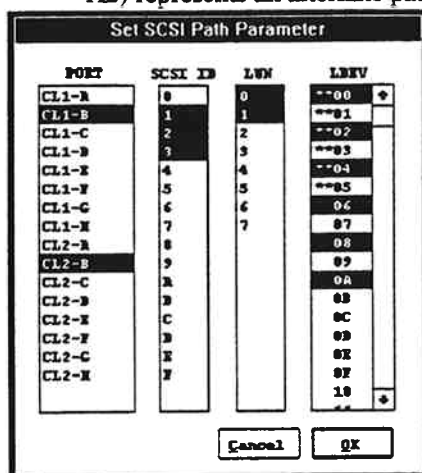 Set SCSI Path Parameter
PORT SCSI ID LUN LDEV
CL1-A 0 0 **00
CL1-B 1 1 **01
CL1-C 2 2 **02
CL1-D 3 3 **03
CL1-E 4 4 **04
CL1-F 5 5 **05
CL1-G 6 6 06
CL1-H 7 7 07
CL2-A 8 08
CL2-B 9 09
CL2-C A 0A
CL2-D B 0B
CL2-E C 0C
CL2-F D 0D
CL2-G E 0E
CL2-H F 0F
10
Cancel OK